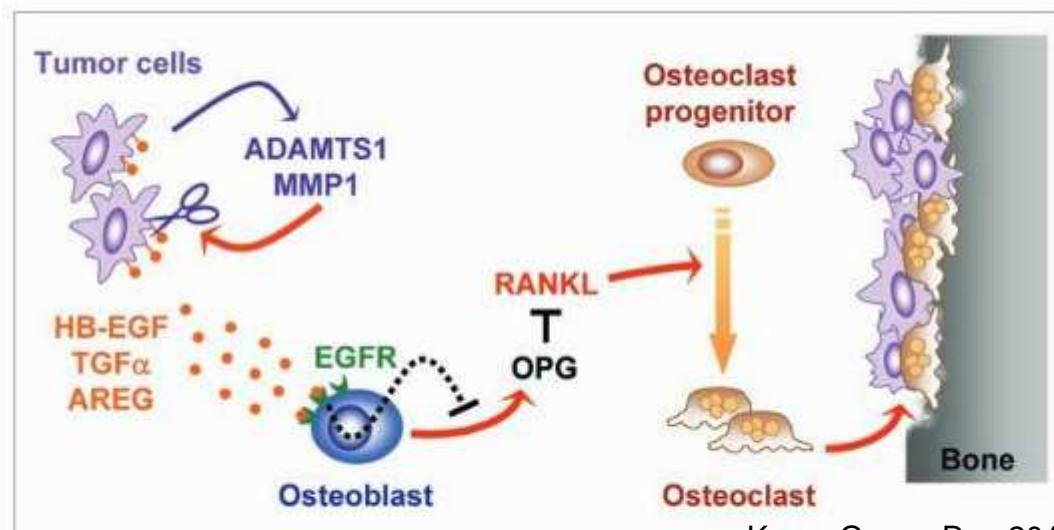 Tumor cells
ADAMTS1
MMP1
HB-EGF
TGFα
AREG
EGFR
Osteoblast
RANKL
OPG
Osteoclast
progenitor
Osteoclast
Bone